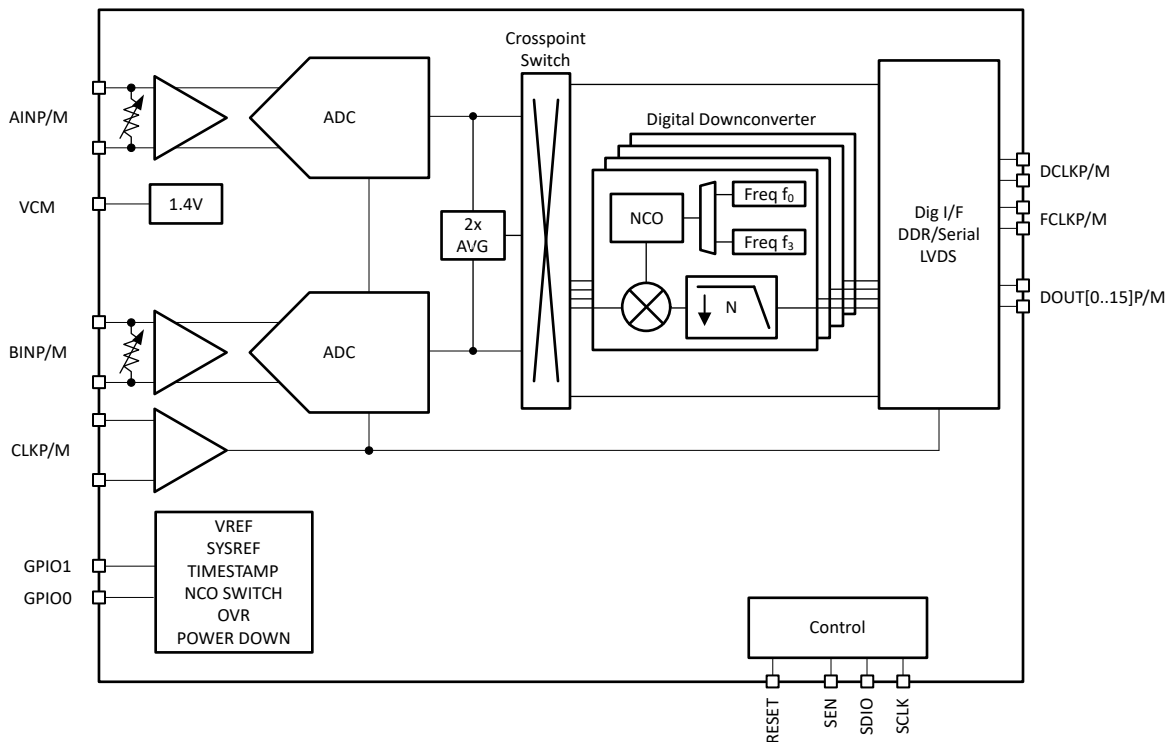 Crosspoint
Switch
AINP/M
ADC
Digital Downconverter
DCLKP/M
VCM
1.4V
NCO
Freq f0
Freq f3
2x
AVG
Dig I/F
DDR/Serial
LVDS
FCLKP/M
N
DOUT[0..15]P/M
BINP/M
ADC
CLKP/M
VREF
SYSREF
TIMESTAMP
NCO SWITCH
OVR
POWER DOWN
GPIO1
GPIO0
Control
RESET
SEN
SDIO
SCLK